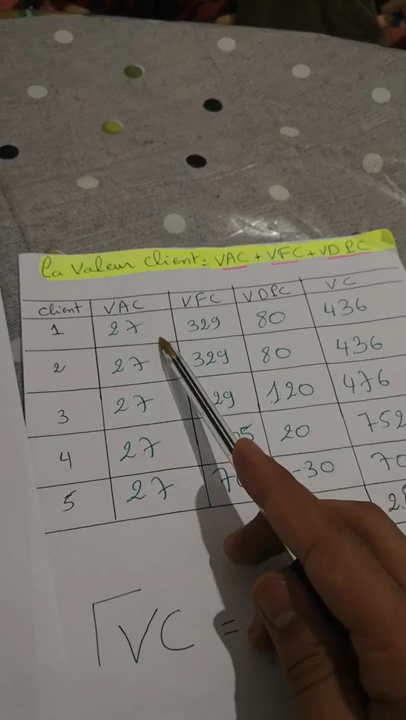 La Valeur Client: VAC + VFC + VDPC
client VAC VFC VDPC VC
1 27 329 80 436
2 27 329 80 436
3 27 120 476
4 27 20 752
5 27 -30
VC =